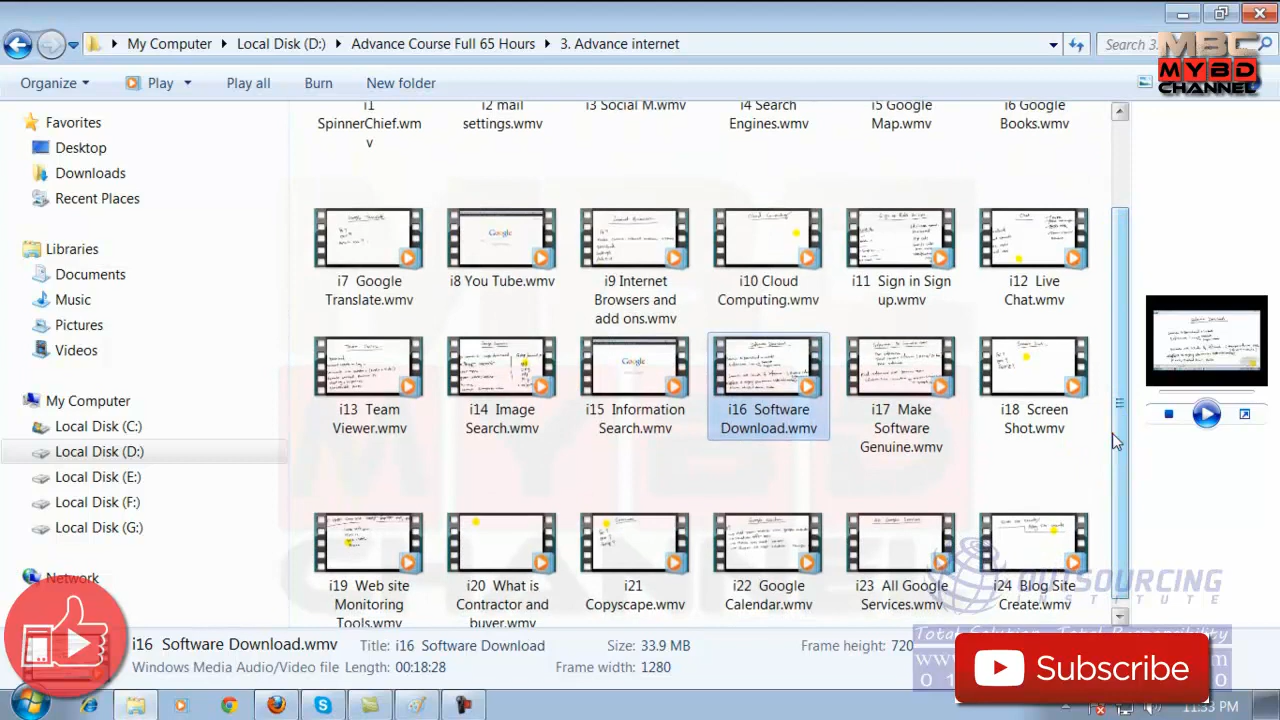 My Computer Local Disk (D:) Advance Course Full 65 Hours 3. Advance internet
Search 3.
MBC
MYBD
CHANNEL
Organize Play Play all Burn New folder
Favorites
Desktop
Downloads
Recent Places
Libraries
Documents
Music
Pictures
Videos
My Computer
Local Disk (C:)
Local Disk (D:)
Local Disk (E:)
Local Disk (F:)
Local Disk (G:)
Network
i1
SpinnerChief.wm
v
i2 mail
settings.wmv
i3 Social M.wmv
i4 Search
Engines.wmv
i5 Google
Map.wmv
i6 Google
Books.wmv
i7 Google
Translate.wmv
Google
i8 You Tube.wmv
i9 Internet
Browsers and
add ons.wmv
i10 Cloud
Computing.wmv
i11 Sign in Sign
up.wmv
i12 Live
Chat.wmv
i13 Team
Viewer.wmv
i14 Image
Search.wmv
Google
i15 Information
Search.wmv
i16 Software
Download.wmv
i17 Make
Software
Genuine.wmv
i18 Screen
Shot.wmv
i19 Web site
Monitoring
Tools.wmv
i20 What is
Contractor and
buyer.wmv
i21
Copyscape.wmv
i22 Google
Calendar.wmv
i23 All Google
Services.wmv
i24 Blog Site
Create.wmv
OUTSOURCING
INSTITUTE
Total Solution, Total Responsibility
i16 Software Download.wmv Title: i16 Software Download Size: 33.9 MB Frame height: 720
Windows Media Audio/Video file Length: 00:18:28 Frame width: 1280
Subscribe
11:53 PM